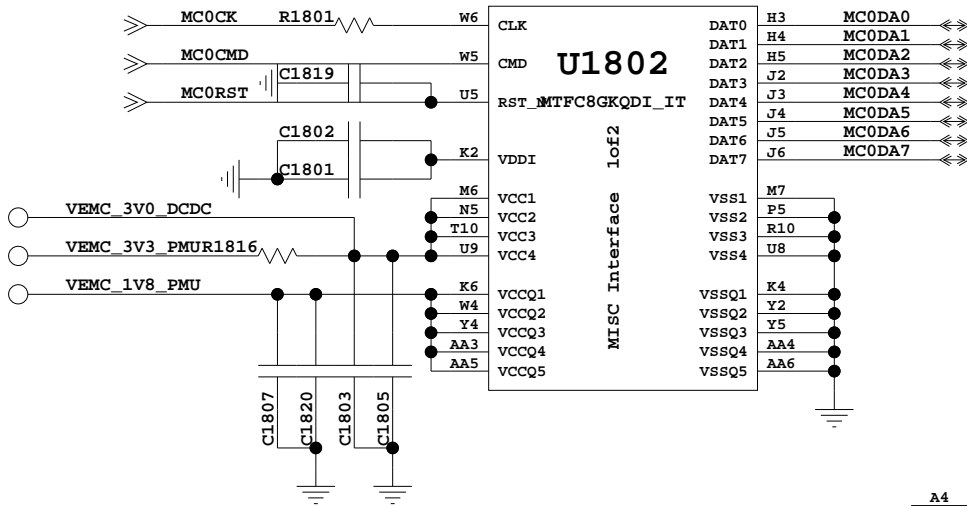 MC0CK R1801 W6 CLK DAT0 H3 MC0DA0
DAT1 H4 MC0DA1
MC0CMD W5 CMD U1802 DAT2 H5 MC0DA2
C1819 DAT3 J2 MC0DA3
MC0RST U5 RST_N MTFC8GKQDI_IT DAT4 J3 MC0DA4
DAT5 J4 MC0DA5
C1802 DAT6 J5 MC0DA6
K2 VDDI DAT7 J6 MC0DA7
C1801
MISC Interface 1of2
M6 VCC1 VSS1 M7
VEMC_3V0_DCDC N5 VCC2 VSS2 P5
T10 VCC3 VSS3 R10
VEMC_3V3_PMU R1816 U9 VCC4 VSS4 U8
VEMC_1V8_PMU K6 VCCQ1 VSSQ1 K4
W4 VCCQ2 VSSQ2 Y2
Y4 VCCQ3 VSSQ3 Y5
AA3 VCCQ4 VSSQ4 AA4
AA5 VCCQ5 VSSQ5 AA6
C1807 C1820 C1803 C1805
A4